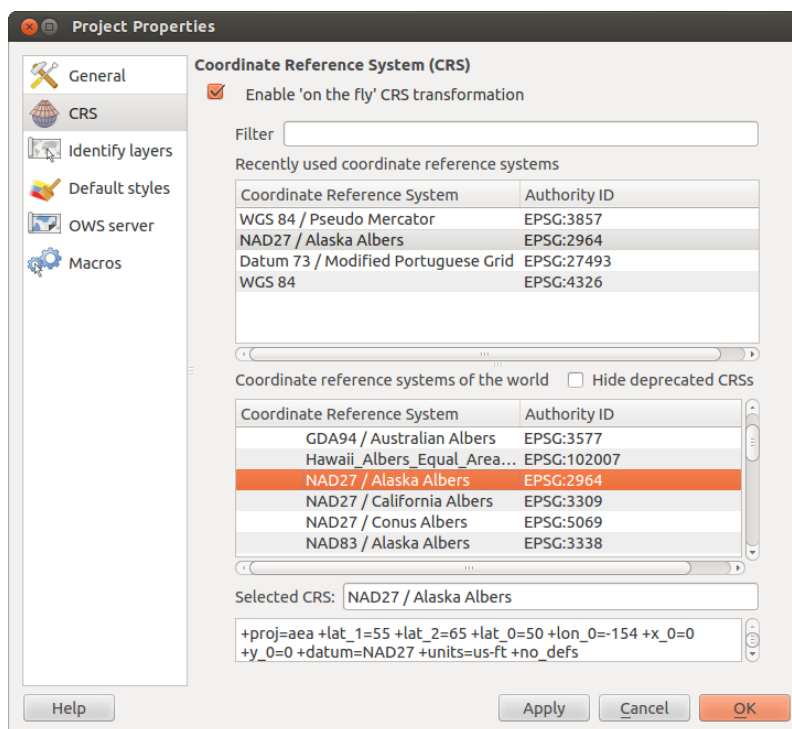 Project Properties
General
CRS
Identify layers
Default styles
OWS server
Macros
Coordinate Reference System (CRS)
Enable 'on the fly' CRS transformation
Filter
Recently used coordinate reference systems
Coordinate Reference System Authority ID
WGS 84 / Pseudo Mercator EPSG:3857
NAD27 / Alaska Albers EPSG:2964
Datum 73 / Modified Portuguese Grid EPSG:27493
WGS 84 EPSG:4326
Coordinate reference systems of the world Hide deprecated CRSs
Coordinate Reference System Authority ID
GDA94 / Australian Albers EPSG:3577
Hawaii_Albers_Equal_Area... EPSG:102007
NAD27 / Alaska Albers EPSG:2964
NAD27 / California Albers EPSG:3309
NAD27 / Conus Albers EPSG:5069
NAD83 / Alaska Albers EPSG:3338
Selected CRS: NAD27 / Alaska Albers
+proj=aea +lat_1=55 +lat_2=65 +lat_0=50 +lon_0=-154 +x_0=0
+y_0=0 +datum=NAD27 +units=us-ft +no_defs
Help Apply Cancel OK